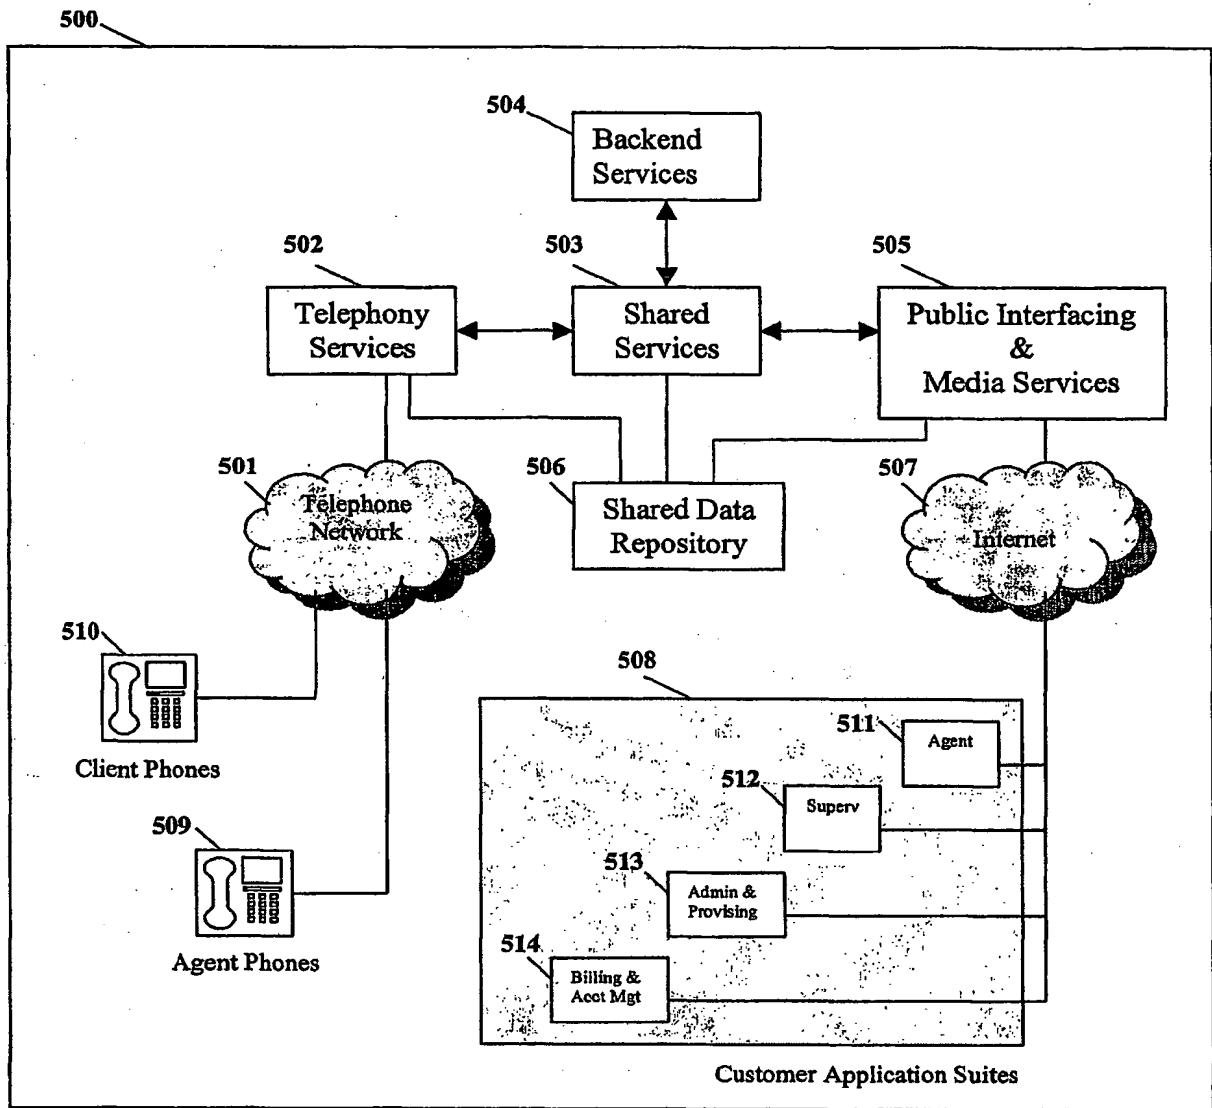 500
504
Backend
Services
502
503
505
Telephony
Services
Shared
Services
Public Interfacing
&
Media Services
501
Telephone
Network
506
Shared Data
Repository
507
Internet
510
Client Phones
508
511
Agent
512
Superv
509
Agent Phones
513
Admin &
Provising
514
Billing &
Acct Mgt
Customer Application Suites